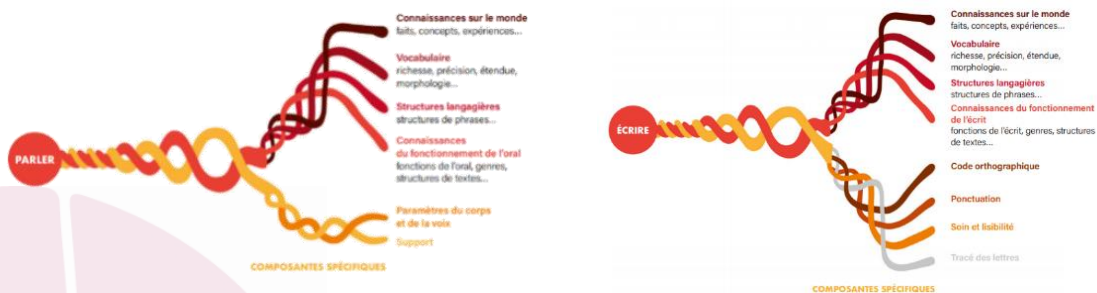 Connaissances sur le monde
faits, concepts, expériences...
Vocabulaire
richesse, précision, étendue,
morphologie...
Structures langagières
structures de phrases...
Connaissances
du fonctionnement de l'oral
fonctions de l'oral, genres,
structures de textes...
PARLER
Paramètres du corps
et de la voix
Support
COMPOSANTES SPÉCIFIQUES
Connaissances sur le monde
faits, concepts, expériences...
Vocabulaire
richesse, précision, étendue,
morphologie...
Structures langagières
structures de phrases...
Connaissances du fonctionnement
de l'écrit
fonctions de l'écrit, genres, structures
de textes...
ÉCRIRE
Code orthographique
Ponctuation
Soin et lisibilité
Tracé des lettres
COMPOSANTES SPÉCIFIQUES